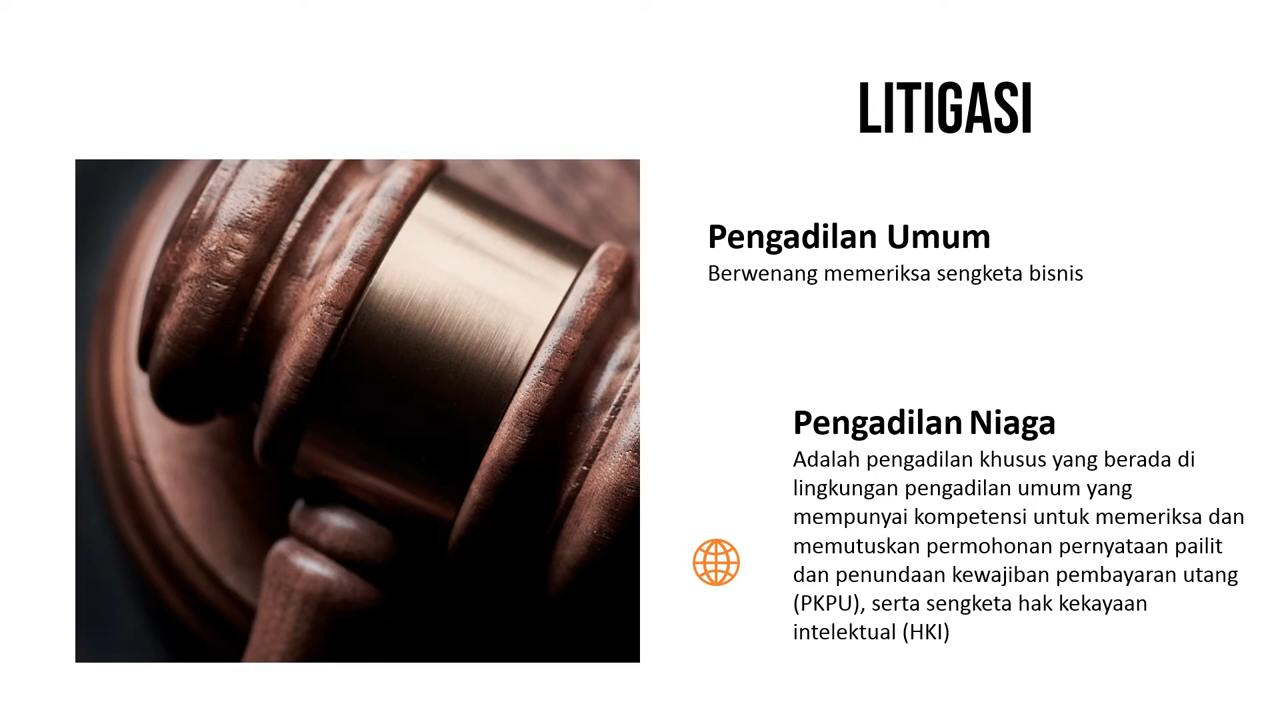 LITIGASI
Pengadilan Umum
Berwenang memeriksa sengketa bisnis
Pengadilan Niaga
Adalah pengadilan khusus yang berada di
lingkungan pengadilan umum yang
mempunyai kompetensi untuk memeriksa dan
memutuskan permohonan pernyataan pailit
dan penundaan kewajiban pembayaran utang
(PKPU), serta sengketa hak kekayaan
intelektual (HKI)